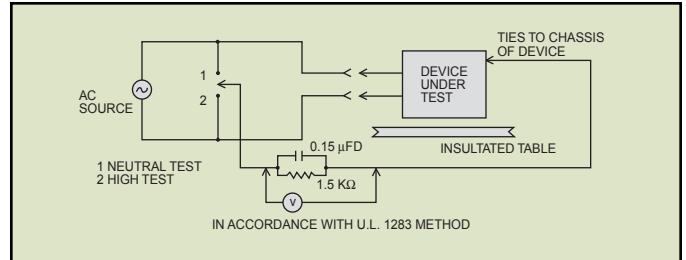 TIES TO CHASSIS
OF DEVICE
1
2
AC
SOURCE
DEVICE
UNDER
TEST
INSULTATED TABLE
0.15 µFD
1 NEUTRAL TEST
2 HIGH TEST
1.5 KΩ
V
IN ACCORDANCE WITH U.L. 1283 METHOD